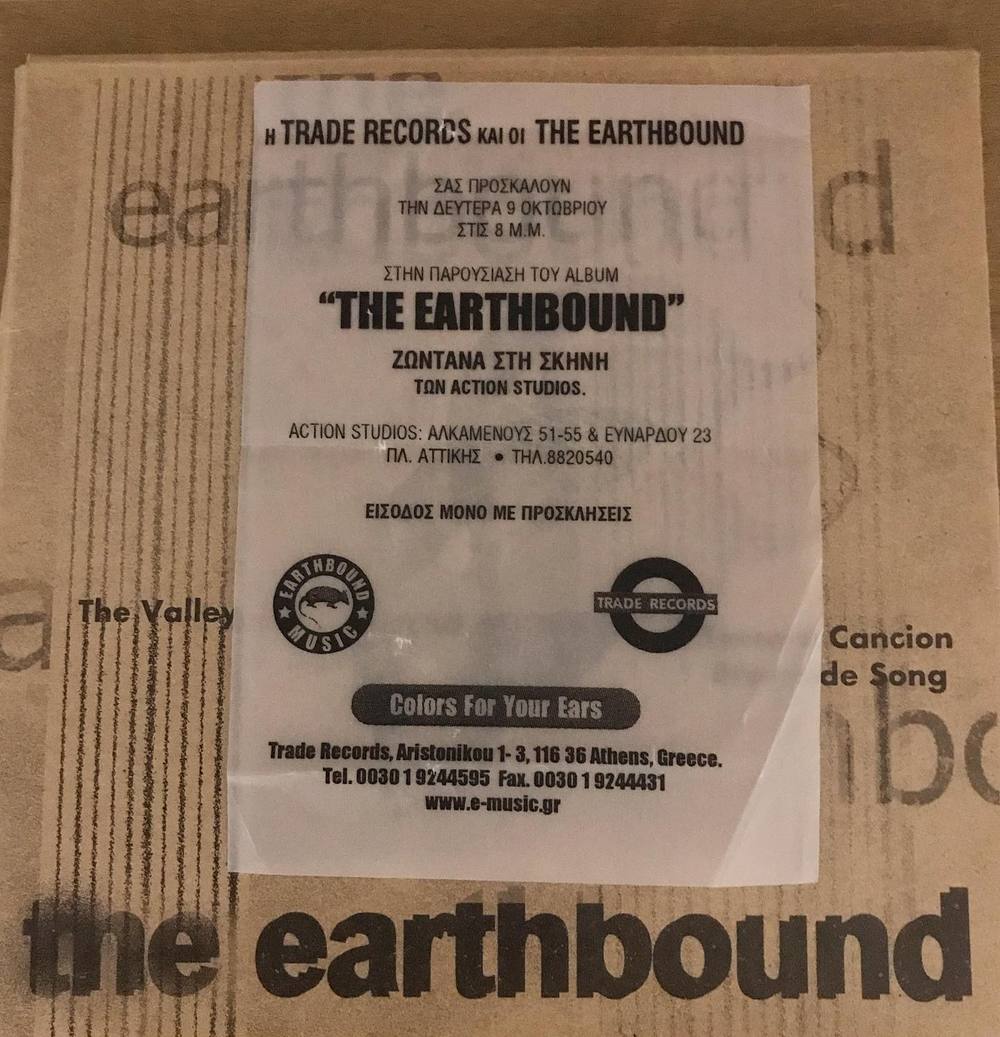 the
earthbound d
Η TRADE RECORDS ΚΑΙ ΟΙ THE EARTHBOUND
ΣΑΣ ΠΡΟΣΚΑΛΟΥΝ
ΤΗΝ ΔΕΥΤΕΡΑ 9 ΟΚΤΩΒΡΙΟΥ
ΣΤΙΣ 8 Μ.Μ.
ΣΤΗΝ ΠΑΡΟΥΣΙΑΣΗ ΤΟΥ ALBUM
“THE EARTHBOUND”
ΖΩΝΤΑΝΑ ΣΤΗ ΣΚΗΝΗ
ΤΩΝ ACTION STUDIOS.
ACTION STUDIOS: ΑΛΚΑΜΕΝΟΥΣ 51-55 & ΕΥΝΑΡΔΟΥ 23
ΠΛ. ΑΤΤΙΚΗΣ • ΤΗΛ.8820540
ΕΙΣΟΔΟΣ ΜΟΝΟ ΜΕ ΠΡΟΣΚΛΗΣΕΙΣ
EARTHBOUND MUSIC
TRADE RECORDS
a
The Valley
Cancion
de Song
Colors For Your Ears
nbo
Trade Records, Aristonikou 1- 3, 116 36 Athens, Greece.
Tel. 0030 1 9244595 Fax. 0030 1 9244431
www.e-music.gr
the earthbound